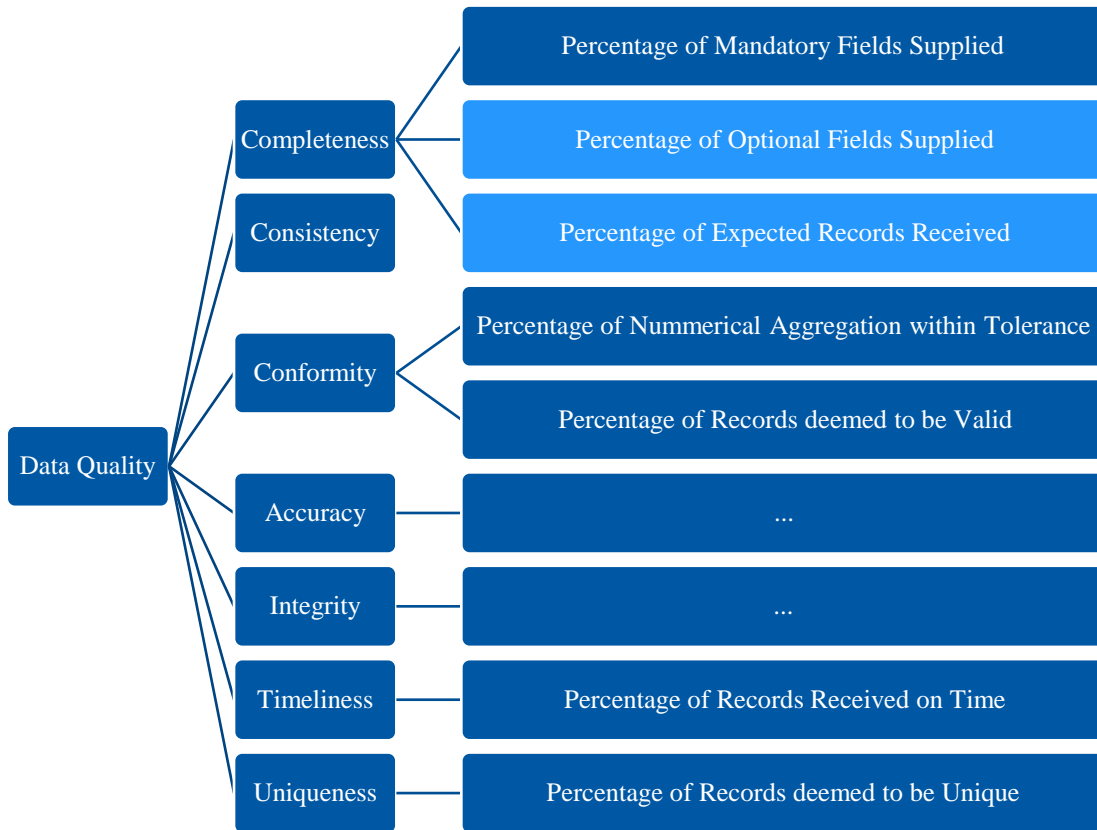 Percentage of Mandatory Fields Supplied
Completeness
Percentage of Optional Fields Supplied
Consistency
Percentage of Expected Records Received
Percentage of Nummerical Aggregation within Tolerance
Conformity
Percentage of Records deemed to be Valid
Data Quality
Accuracy
...
Integrity
...
Timeliness
Percentage of Records Received on Time
Uniqueness
Percentage of Records deemed to be Unique